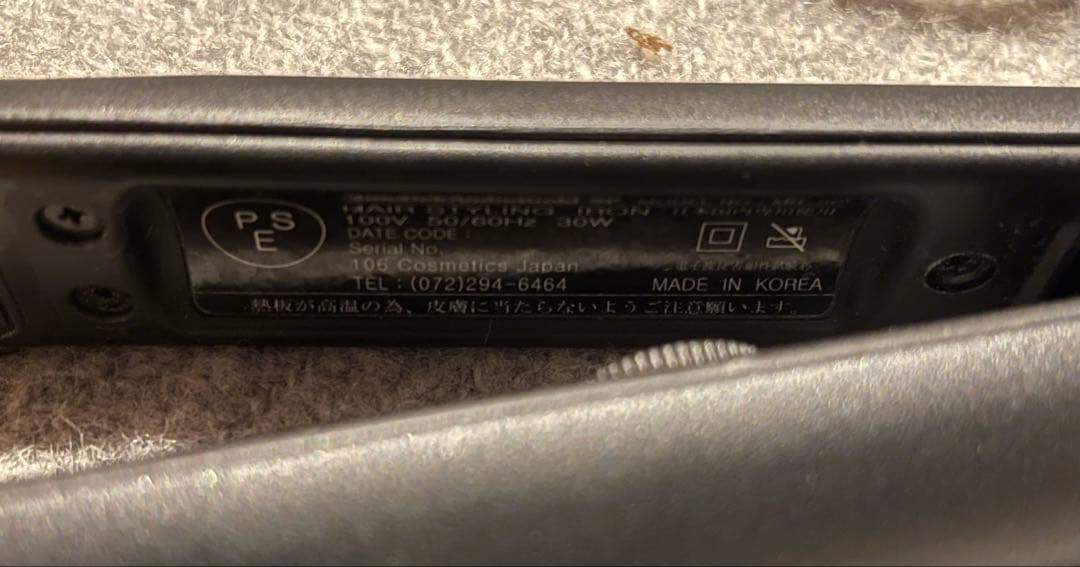 PSE
HAIR STYLING IRON
100V 50/60Hz 30W
DATE CODE :
Serial No.
106 Cosmetics Japan
TEL : (072)294-6464 MADE IN KOREA
熱板が高温の為、皮膚に当たらないようご注意願います。